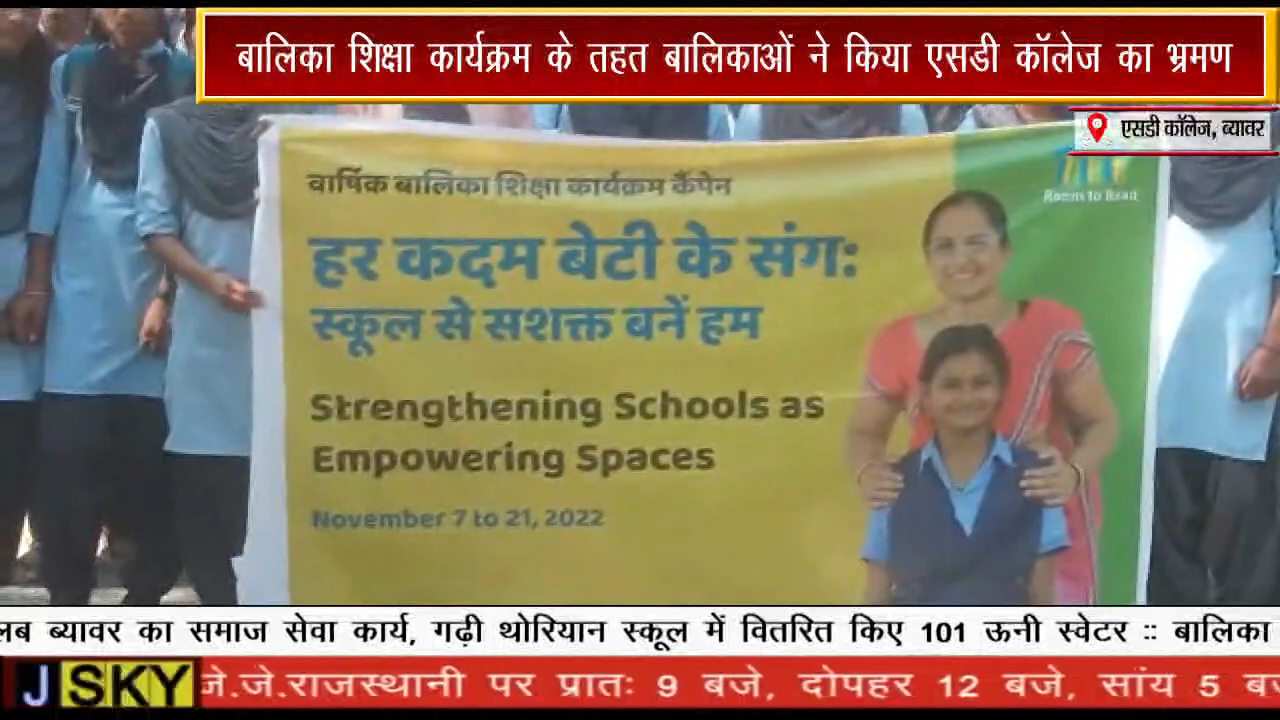 बालिका शिक्षा कार्यक्रम के तहत बालिकाओं ने किया एसडी कॉलेज का भ्रमण
एसडी कॉलेज, ब्यावर
वार्षिक बालिका शिक्षा कार्यक्रम कैंपेन
Room to Read
हर कदम बेटी के संग:
स्कूल से सशक्त बनें हम
Strengthening Schools as
Empowering Spaces
November 7 to 21, 2022
ब्यावर का समाज सेवा कार्य, गढ़ी थोरियान स्कूल में वितरित किए 101 ऊनी स्वेटर :: बालिका
J SKY जे.जे.राजस्थानी पर प्रातः 9 बजे, दोपहर 12 बजे, सांय 5